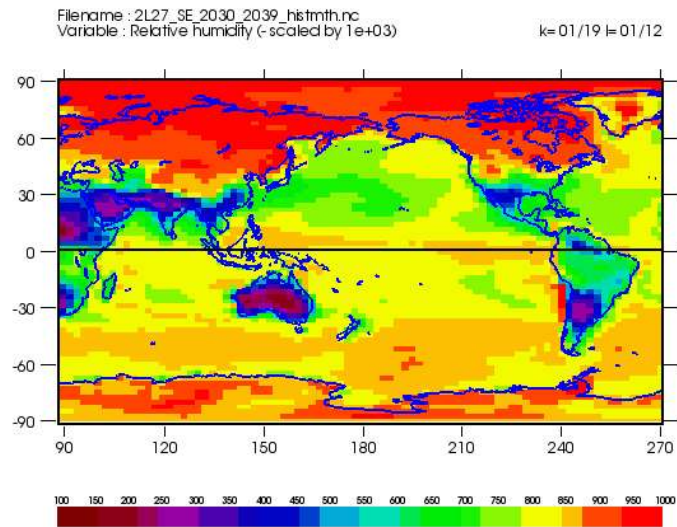 Filename : 2L27_SE_2030_2039_histmth.nc
Variable : Relative humidity (- scaled by 1e+03)
k= 01/19 l= 01/12
90
60
30
0
-30
-60
-90
90 120 150 180 210 240 270
100 150 200 250 300 350 400 450 500 550 600 650 700 750 800 850 900 950 1000